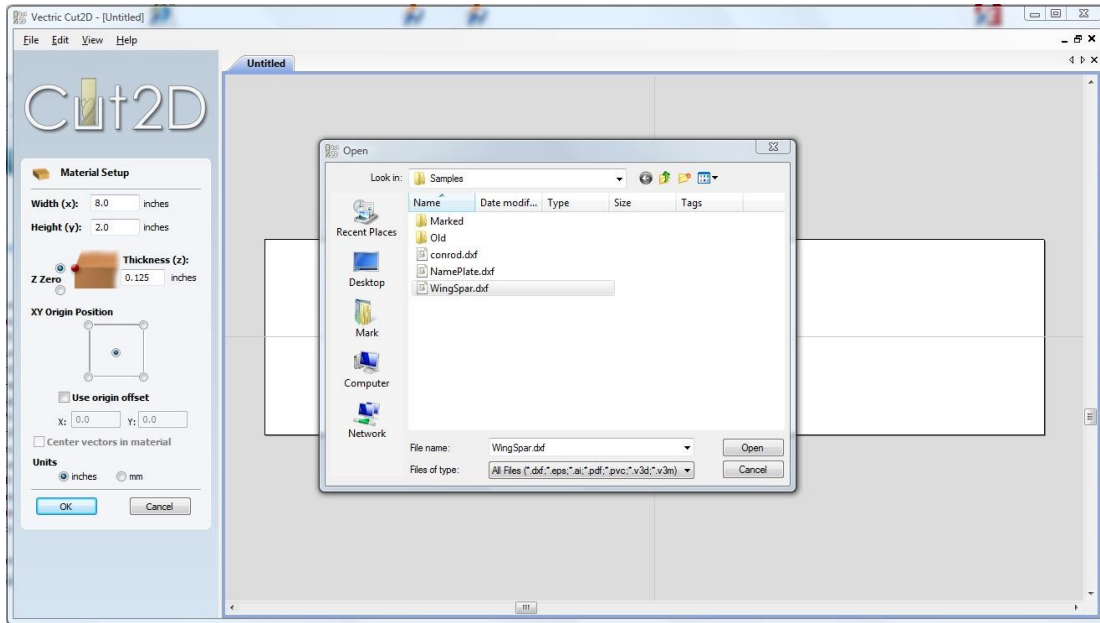 Vectric Cut2D - [Untitled]
File Edit View Help
Untitled
Cut2D
Material Setup
Width (x): 8.0 inches
Height (y): 2.0 inches
Thickness (z):
Z Zero 0.125 inches
XY Origin Position
Use origin offset
X: 0.0 Y: 0.0
Center vectors in material
Units
inches mm
OK Cancel
Open
Look in: Samples
Name Date modif... Type Size Tags
Recent Places
Desktop
Mark
Computer
Network
Marked
Old
conrod.dxf
NamePlate.dxf
WingSpar.dxf
File name: WingSpar.dxf Open
Files of type: All Files (*.dxf;*.eps;*.ai;*.pdf;*.pvc;*.v3d;*.v3m) Cancel